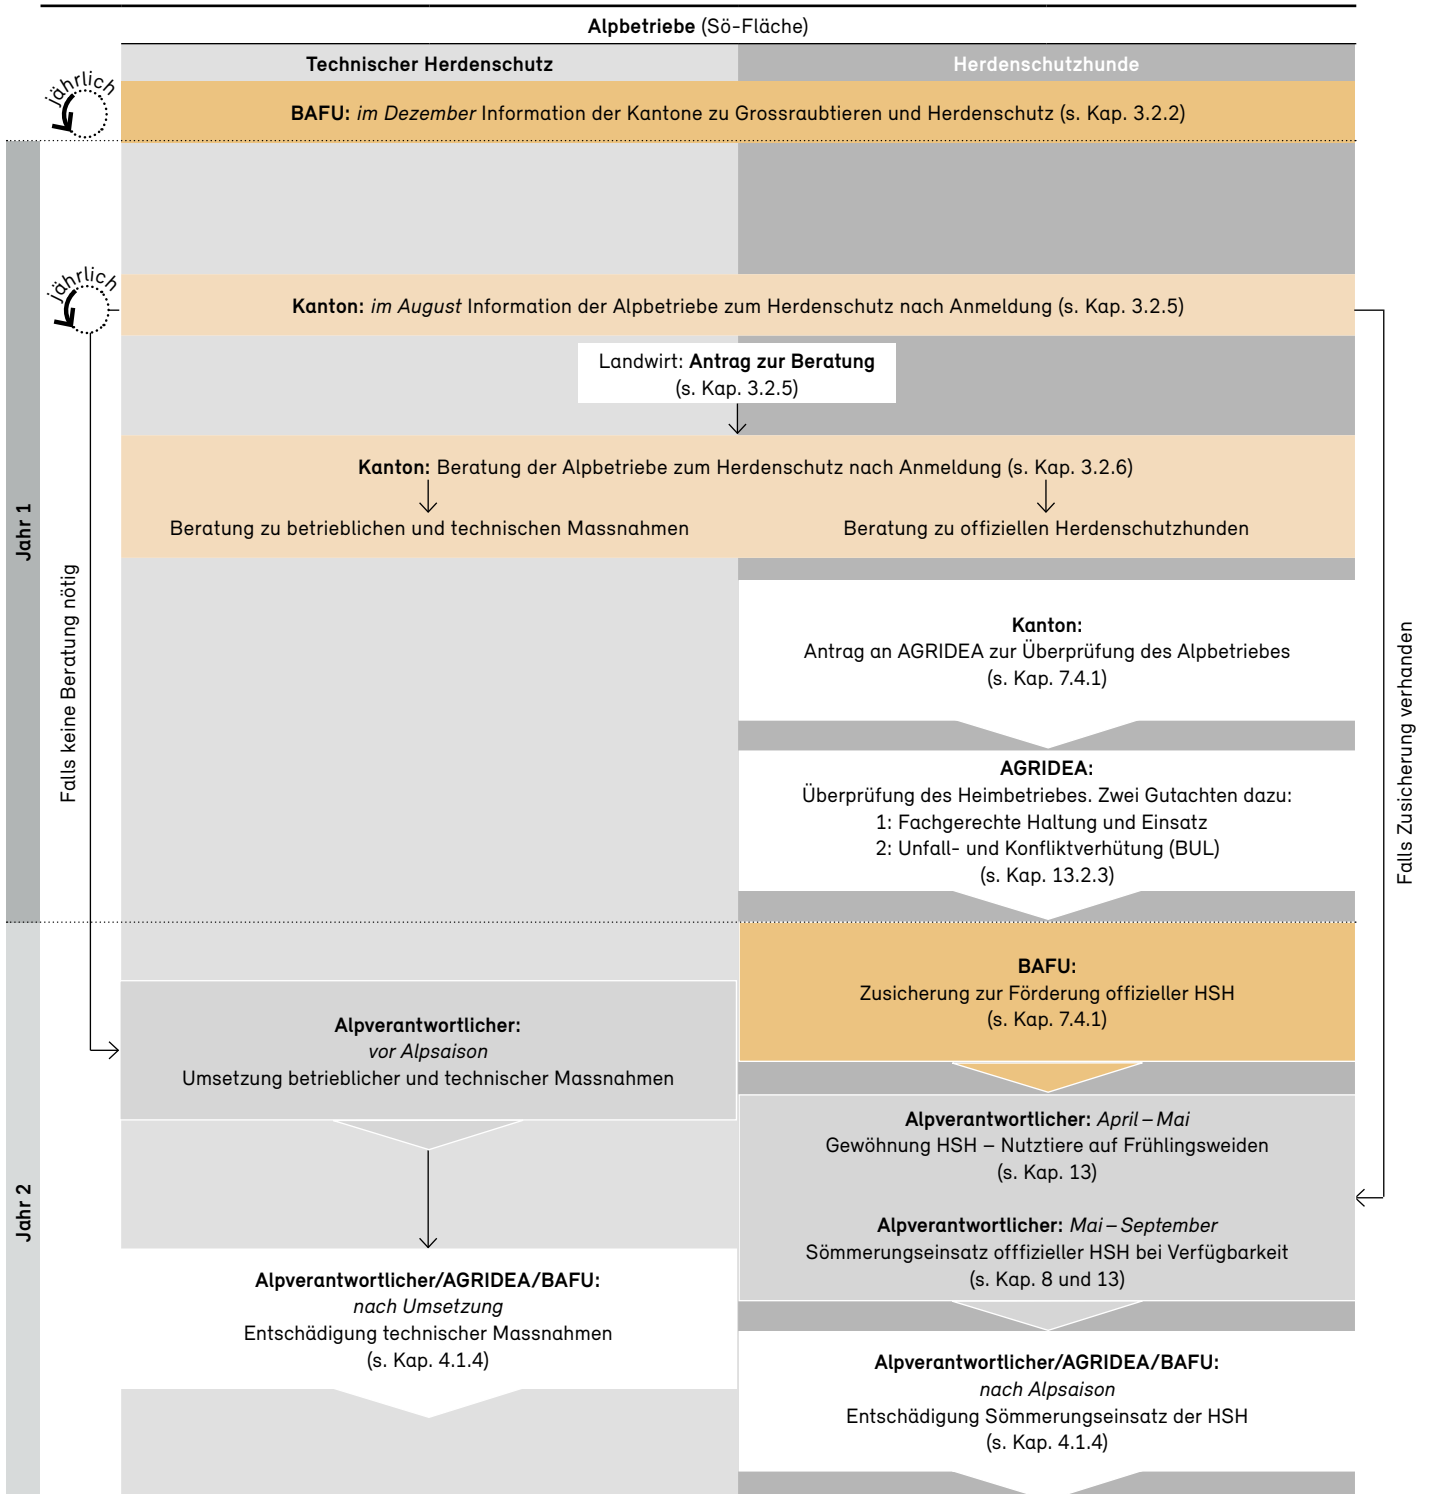 Alpbetriebe (Sö-Fläche)
Technischer Herdenschutz
Herdenschutzhunde
jährlich
BAFU: im Dezember Information der Kantone zu Grossraubtieren und Herdenschutz (s. Kap. 3.2.2)
Jahr 1
jährlich
Kanton: im August Information der Alpbetriebe zum Herdenschutz nach Anmeldung (s. Kap. 3.2.5)
Landwirt: Antrag zur Beratung
(s. Kap. 3.2.5)
Kanton: Beratung der Alpbetriebe zum Herdenschutz nach Anmeldung (s. Kap. 3.2.6)
Beratung zu betrieblichen und technischen Massnahmen
Beratung zu offiziellen Herdenschutzhunden
Falls keine Beratung nötig
Falls Zusicherung verhanden
Kanton:
Antrag an AGRIDEA zur Überprüfung des Alpbetriebes
(s. Kap. 7.4.1)
AGRIDEA:
Überprüfung des Heimbetriebes. Zwei Gutachten dazu:
1: Fachgerechte Haltung und Einsatz
2: Unfall- und Konfliktverhütung (BUL)
(s. Kap. 13.2.3)
Jahr 2
BAFU:
Zusicherung zur Förderung offizieller HSH
(s. Kap. 7.4.1)
Alpverantwortlicher:
vor Alpsaison
Umsetzung betrieblicher und technischer Massnahmen
Alpverantwortlicher: April – Mai
Gewöhnung HSH – Nutztiere auf Frühlingsweiden
(s. Kap. 13)
Alpverantwortlicher: Mai – September
Sömmerungseinsatz offfizieller HSH bei Verfügbarkeit
(s. Kap. 8 und 13)
Alpverantwortlicher/AGRIDEA/BAFU:
nach Umsetzung
Entschädigung technischer Massnahmen
(s. Kap. 4.1.4)
Alpverantwortlicher/AGRIDEA/BAFU:
nach Alpsaison
Entschädigung Sömmerungseinsatz der HSH
(s. Kap. 4.1.4)